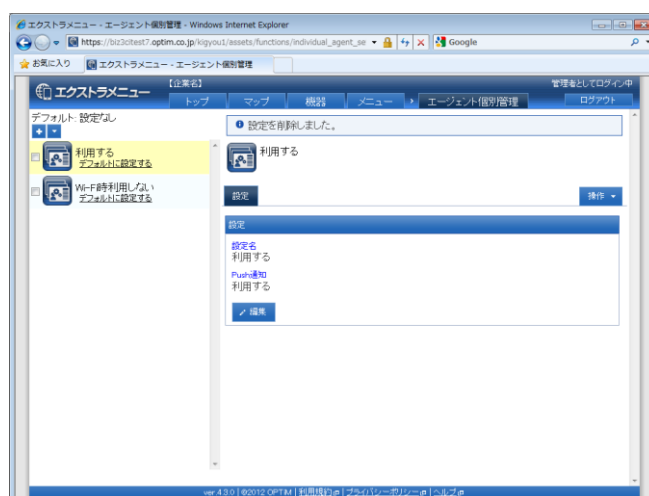 エクストラメニュー - エージェント個別管理 - Windows Internet Explorer
https://biz3citest7.optim.co.jp/kigyou1/assets/functions/individual_agent_se
Google
お気に入り
エクストラメニュー - エージェント個別管理
エクストラメニュー
【企業名】
管理者としてログイン中
トップ
マップ
機器
メニュー
エージェント個別管理
ログアウト
デフォルト: 設定なし
利用する
デフォルトに設定する
Wi-Fi時利用しない
デフォルトに設定する
設定を削除しました。
利用する
設定
操作
設定
設定名
利用する
Push通知
利用する
編集
ver 4.3.0 | ©2012 OPTiM | 利用規約 | プライバシーポリシー | ヘルプ